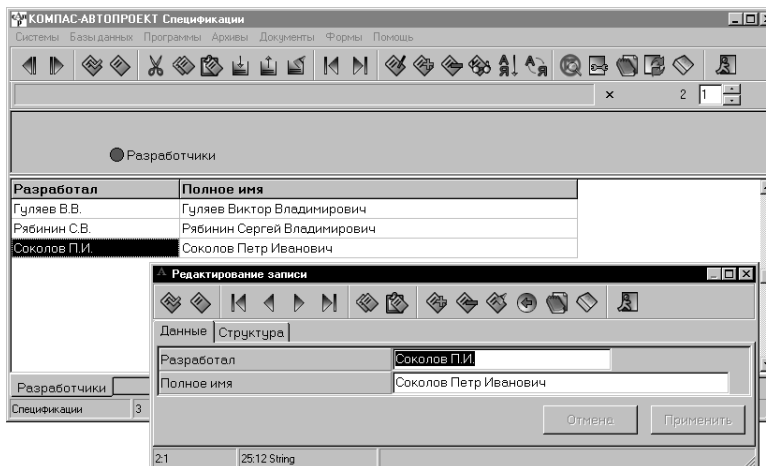 КОМПАС-АВТОПРОЕКТ Спецификации
Системы Базы данных Программы Архивы Документы Формы Помощь
× 2 1
Разработчики
Разработал Полное имя
Гуляев В.В. Гуляев Виктор Владимирович
Рябинин С.В. Рябинин Сергей Владимирович
Соколов П.И. Соколов Петр Иванович
Редактирование записи
Данные Структура
Разработал Соколов П.И.
Полное имя Соколов Петр Иванович
Отмена Применить
Разработчики
Спецификации 3
2:1 25:12 String